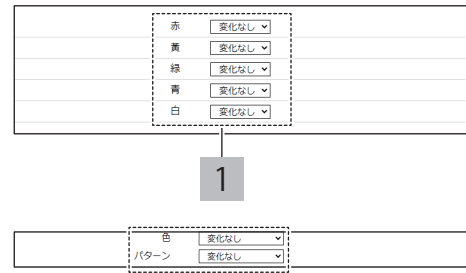 赤 変化なし
黄 変化なし
緑 変化なし
青 変化なし
白 変化なし
1
色 変化なし
パターン 変化なし